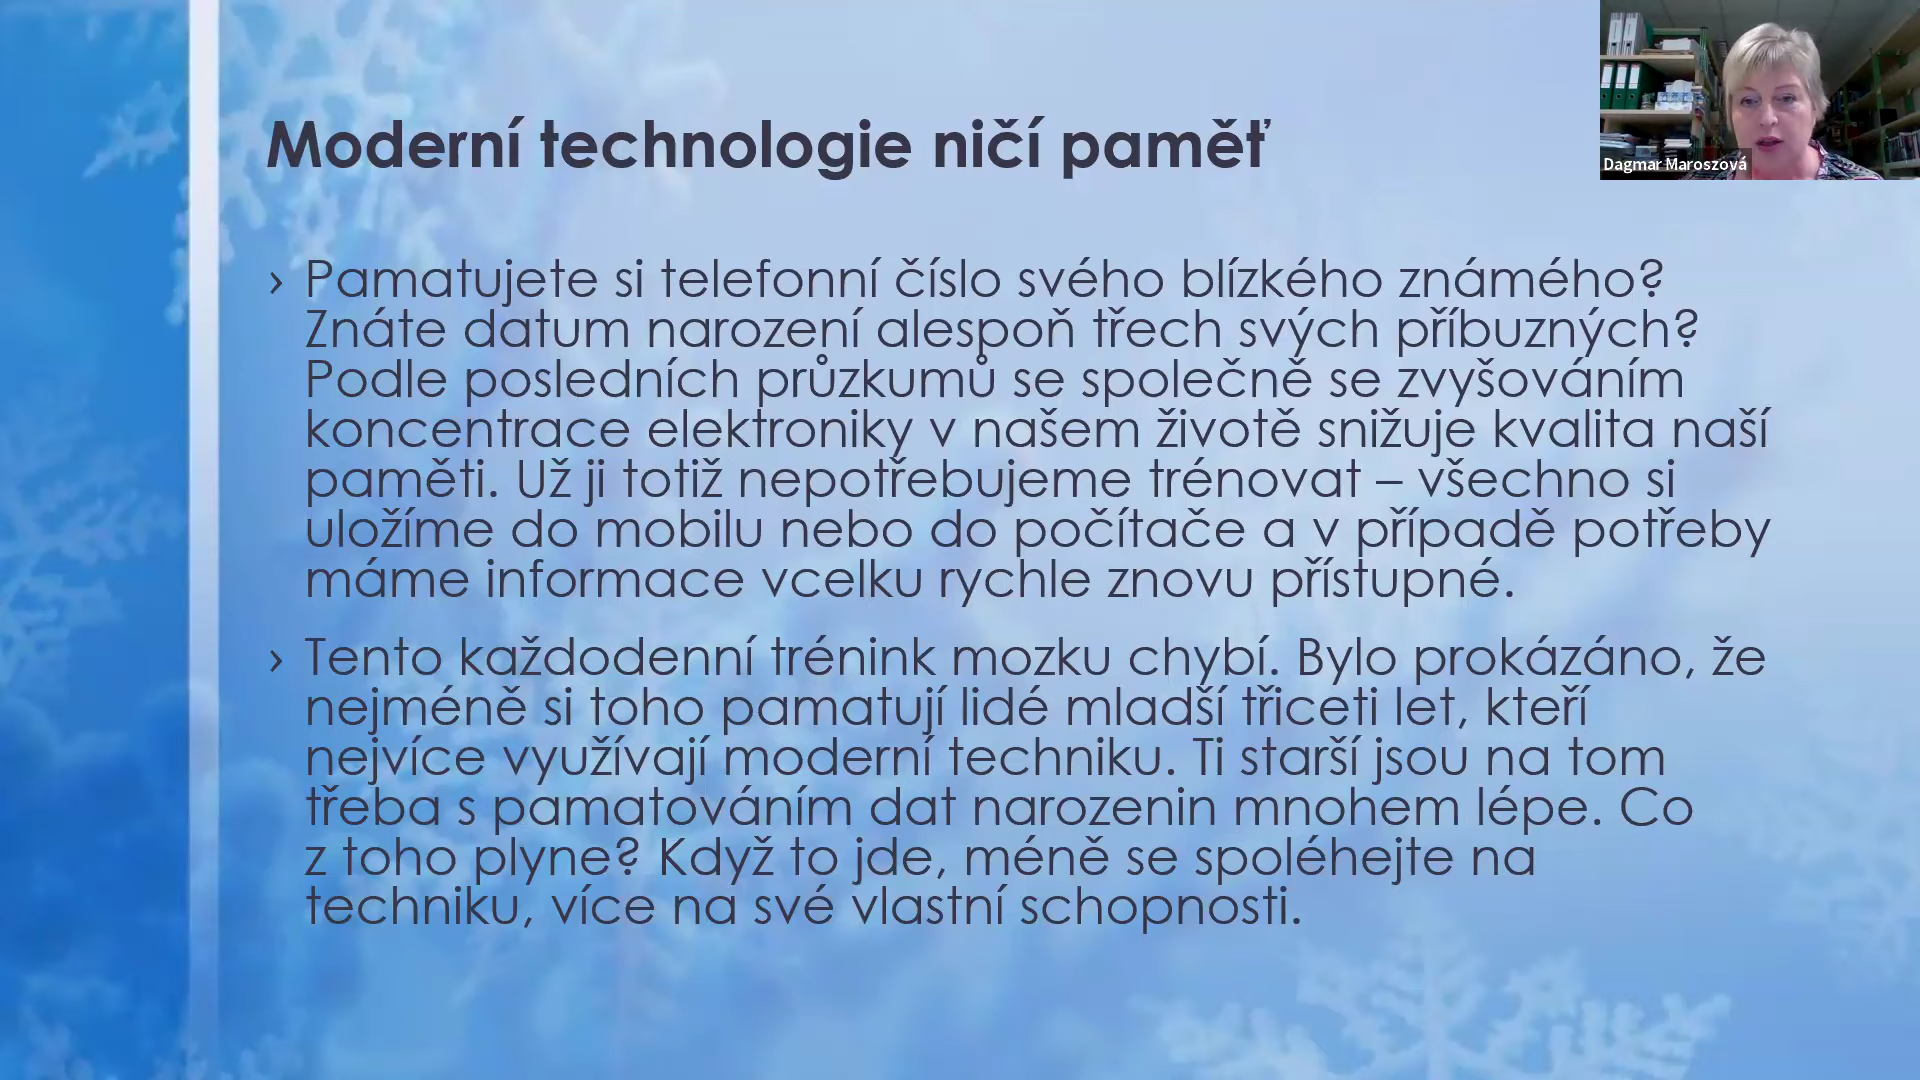 Moderní technologie ničí paměť
Dagmar Maroszová
› Pamatujete si telefonní číslo svého blízkého známého?
Znáte datum narození alespoň třech svých příbuzných?
Podle posledních průzkumů se společně se zvyšováním
koncentrace elektroniky v našem životě snižuje kvalita naší
paměti. Už ji totiž nepotřebujeme trénovat – všechno si
uložíme do mobilu nebo do počítače a v případě potřeby
máme informace vcelku rychle znovu přístupné.
› Tento každodenní trénink mozku chybí. Bylo prokázáno, že
nejméně si toho pamatují lidé mladší třiceti let, kteří
nejvíce využívají moderní techniku. Ti starší jsou na tom
třeba s pamatováním dat narozenin mnohem lépe. Co
z toho plyne? Když to jde, méně se spoléhejte na
techniku, více na své vlastní schopnosti.